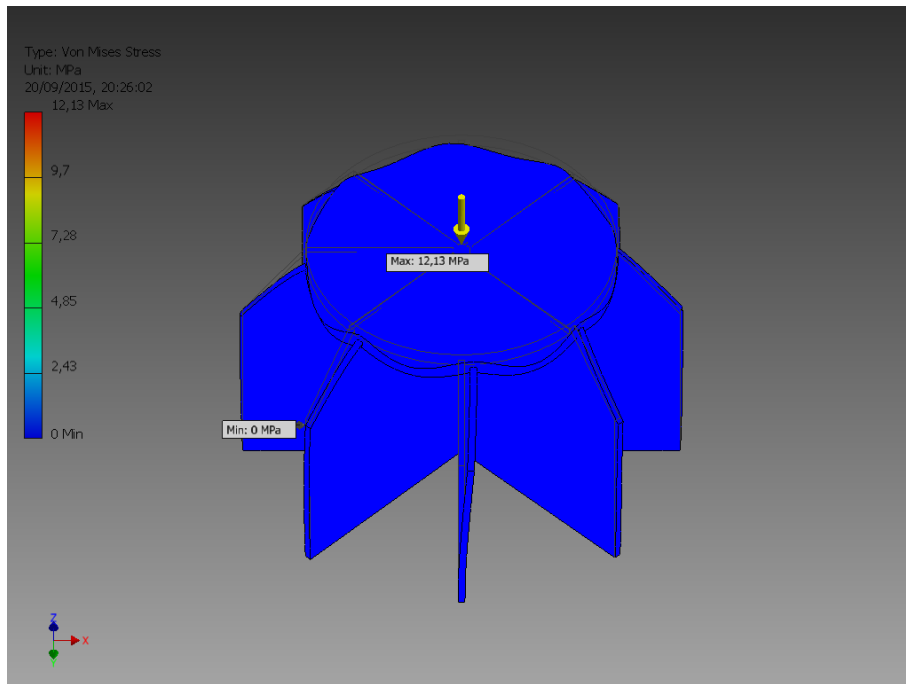 Type: Von Mises Stress
Unit: MPa
20/09/2015, 20:26:02
12,13 Max
9,7
7,28
4,85
2,43
0 Min
Max: 12,13 MPa
Min: 0 MPa
Z
X